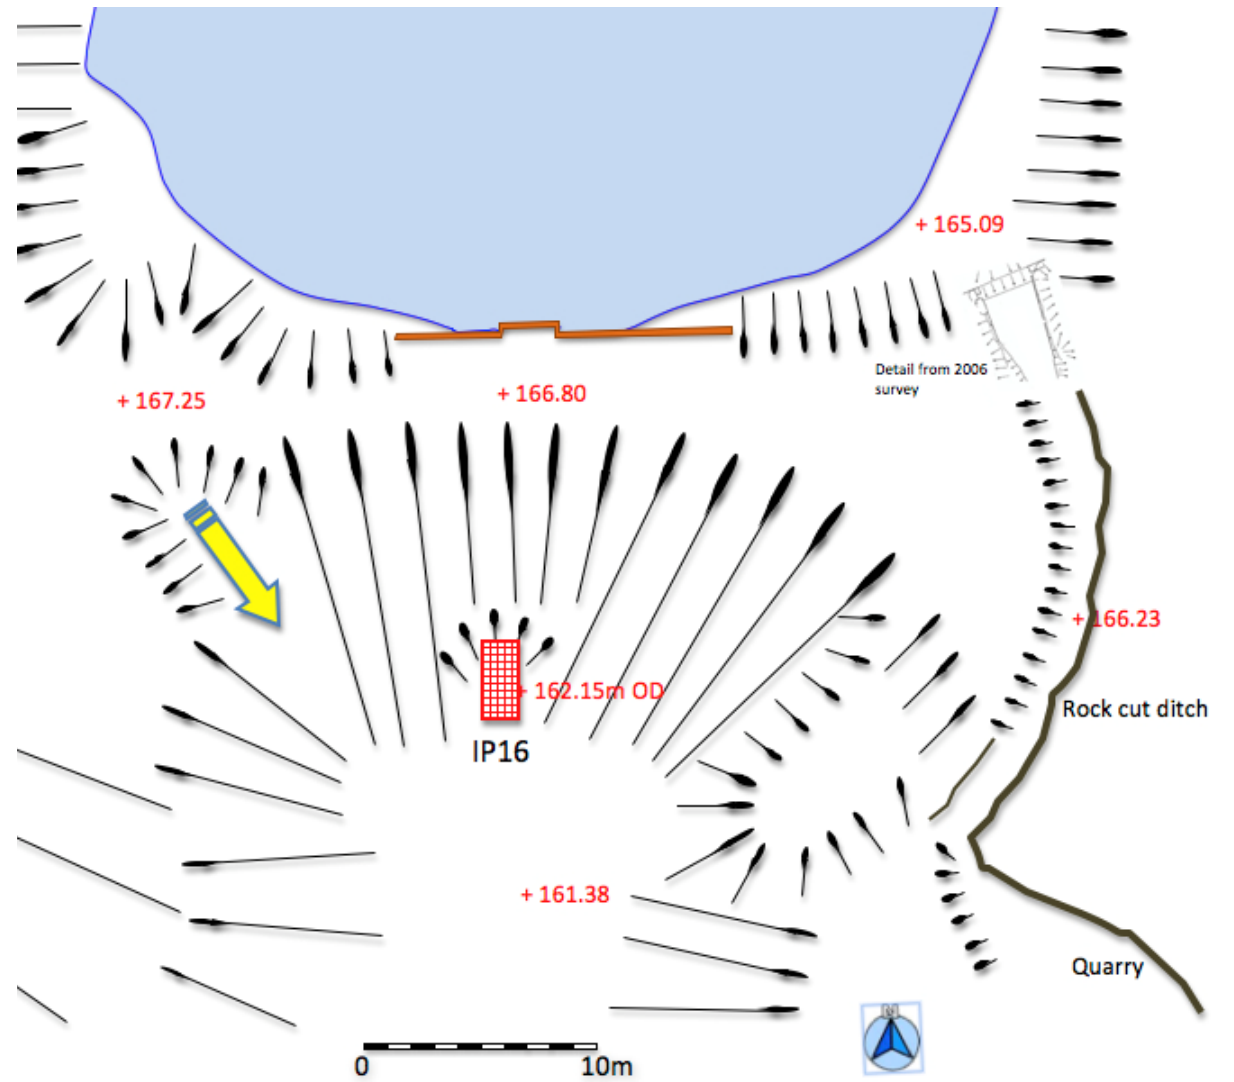 + 165.09
Detail from 2006
survey
+ 167.25
+ 166.80
+ 166.23
+ 162.15m OD
Rock cut ditch
IP16
+ 161.38
Quarry
0
10m